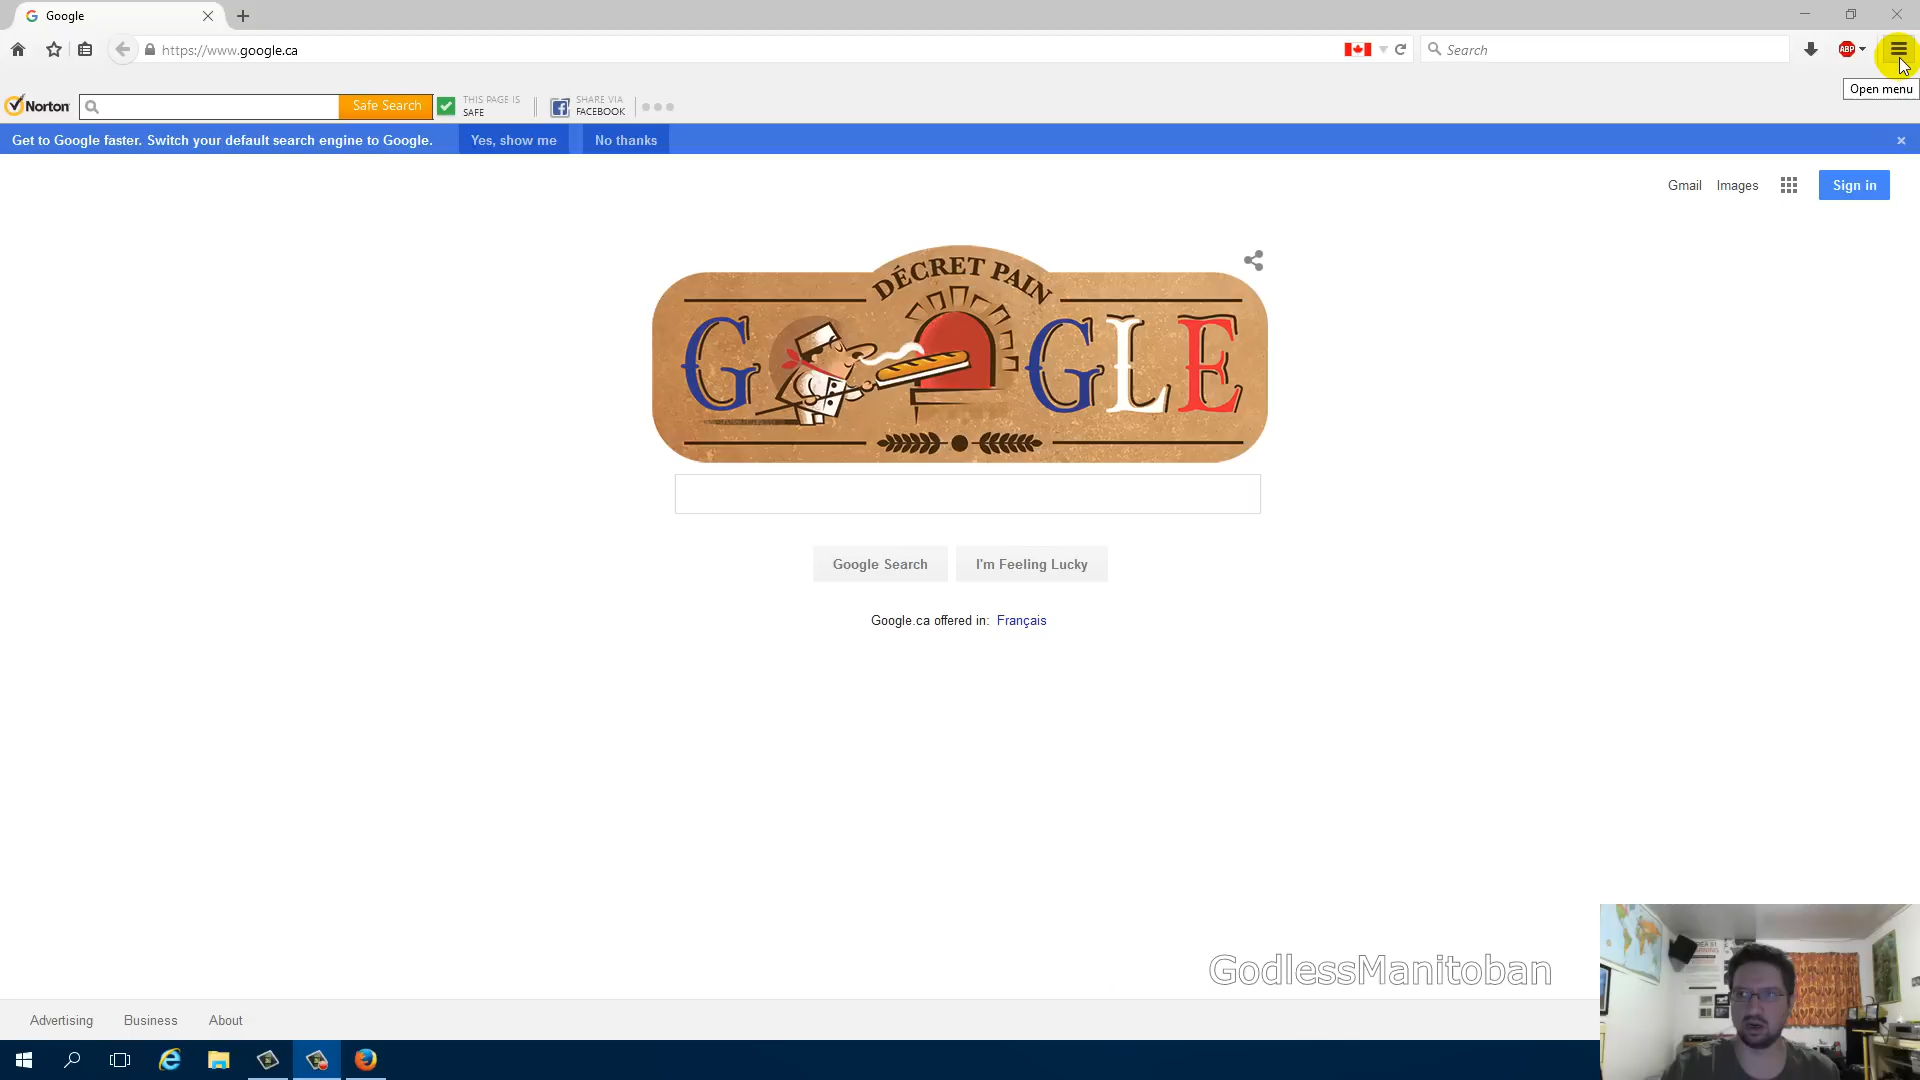 Google
https://www.google.ca
Search
ABP
Open menu
Norton
Safe Search
THIS PAGE IS
SAFE
SHARE VIA
FACEBOOK
Get to Google faster. Switch your default search engine to Google.
Yes, show me
No thanks
Gmail
Images
Sign in
DÉCRET PAIN
G GLE
Google Search
I'm Feeling Lucky
Google.ca offered in: Français
GodlessManitoban
Advertising
Business
About